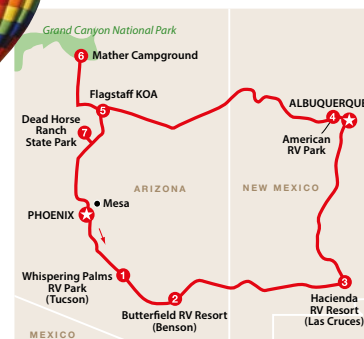 Grand Canyon National Park
6 Mather Campground
Flagstaff KOA
5
ALBUQUERQUE
4
Dead Horse
Ranch
State Park
7
American
RV Park
ARIZONA
NEW MEXICO
Mesa
PHOENIX
Whispering Palms
RV Park
(Tucson)
1
2
Butterfield RV Resort
(Benson)
3
Hacienda
RV Resort
(Las Cruces)
MEXICO